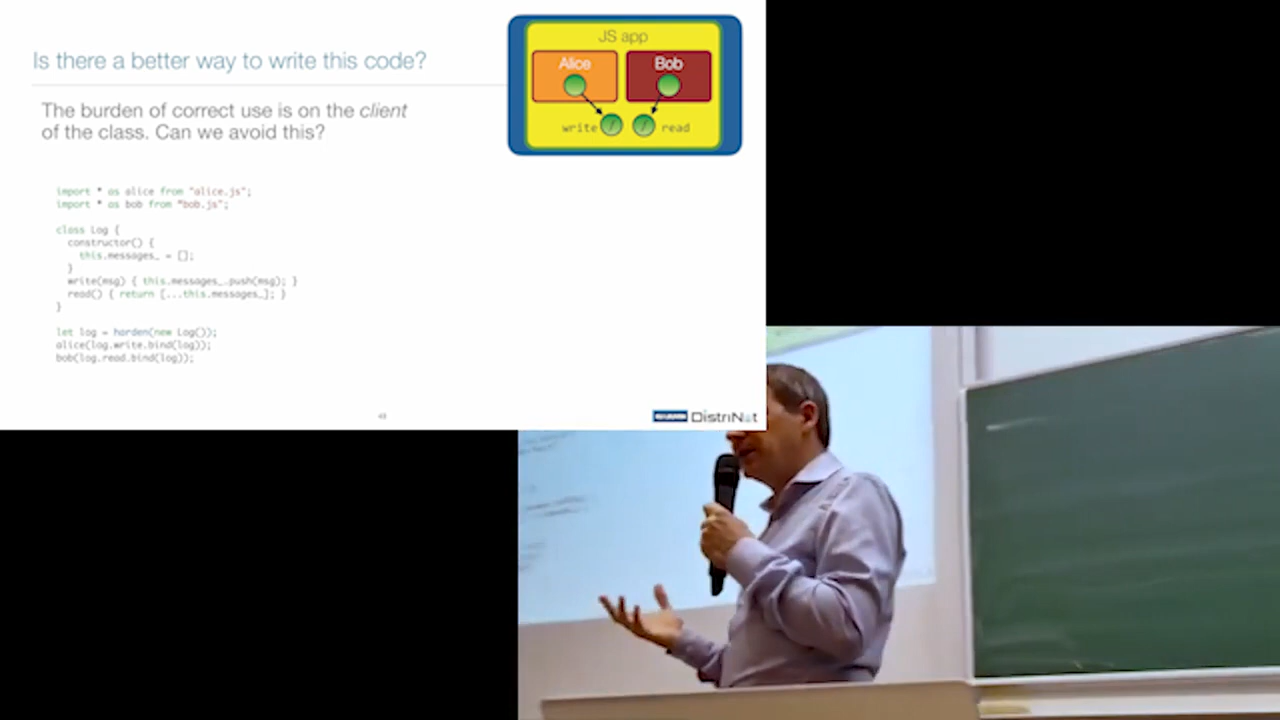 Is there a better way to write this code?
The burden of correct use is on the client
of the class. Can we avoid this?
JS app
Alice
Bob
write
/
/
read
import * as alice from "alice.js";
import * as bob from "bob.js";
class Log {
constructor() {
this.messages_ = [];
}
write(msg) { this.messages_.push(msg); }
read() { return [...this.messages_]; }
}
let log = harden(new Log());
alice(log.write.bind(log));
bob(log.read.bind(log));
DistriNet